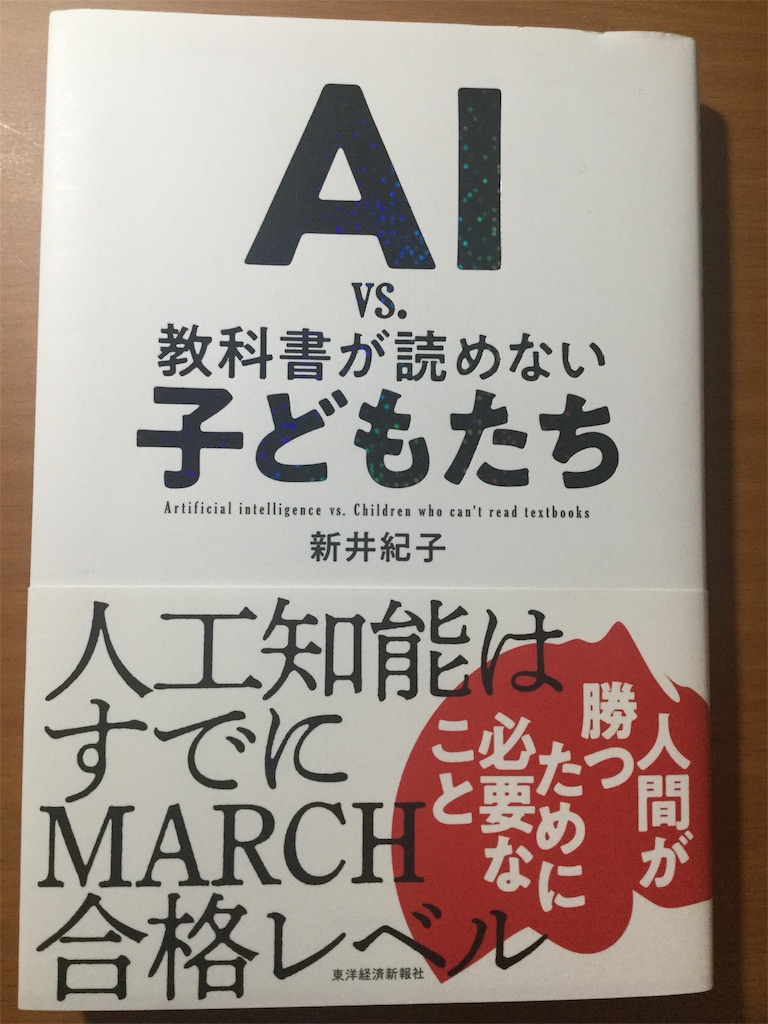 AI
vs.
教科書が読めない
子どもたち
Artificial intelligence vs. Children who can't read textbooks
新井紀子
人工知能は
すでに
MARCH
合格レベル
人間が
勝つ
ために
必要な
こと
東洋経済新報社